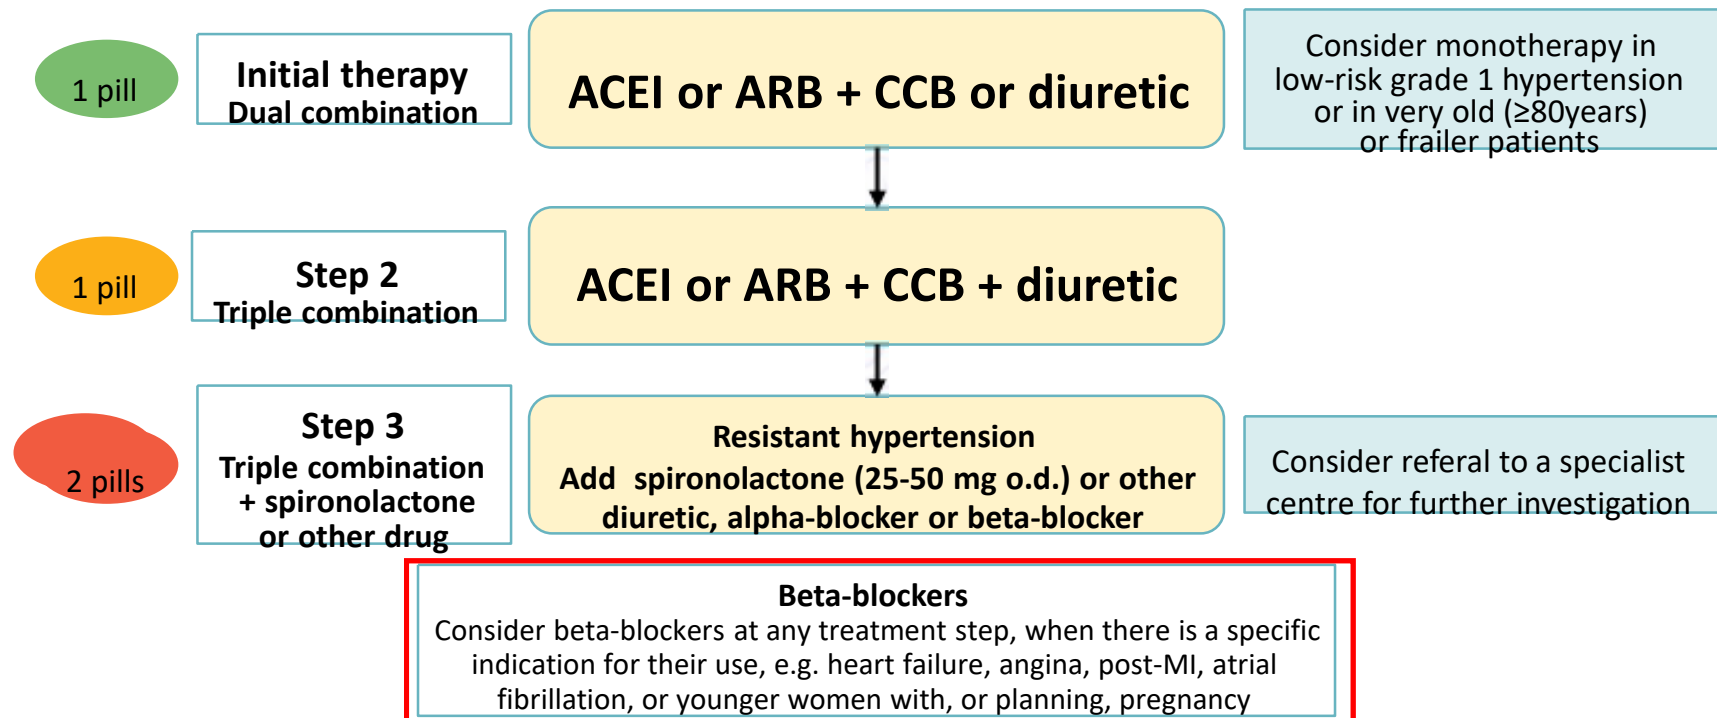 1 pill
Initial therapy
Dual combination
ACEI or ARB + CCB or diuretic
Consider monotherapy in
low-risk grade 1 hypertension
or in very old (≥80years)
or frailer patients
1 pill
Step 2
Triple combination
ACEI or ARB + CCB + diuretic
2 pills
Step 3
Triple combination
+ spironolactone
or other drug
Resistant hypertension
Add spironolactone (25-50 mg o.d.) or other
diuretic, alpha-blocker or beta-blocker
Consider referal to a specialist
centre for further investigation
Beta-blockers
Consider beta-blockers at any treatment step, when there is a specific
indication for their use, e.g. heart failure, angina, post-MI, atrial
fibrillation, or younger women with, or planning, pregnancy